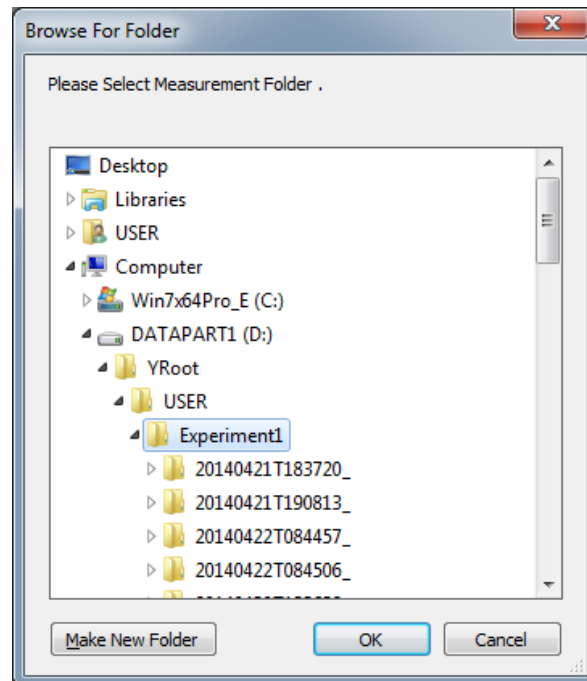 Browse For Folder
Please Select Measurement Folder .
Desktop
Libraries
USER
Computer
Win7x64Pro_E (C:)
DATAPART1 (D:)
YRoot
USER
Experiment1
20140421T183720_
20140421T190813_
20140422T084457_
20140422T084506_
Make New Folder
OK
Cancel